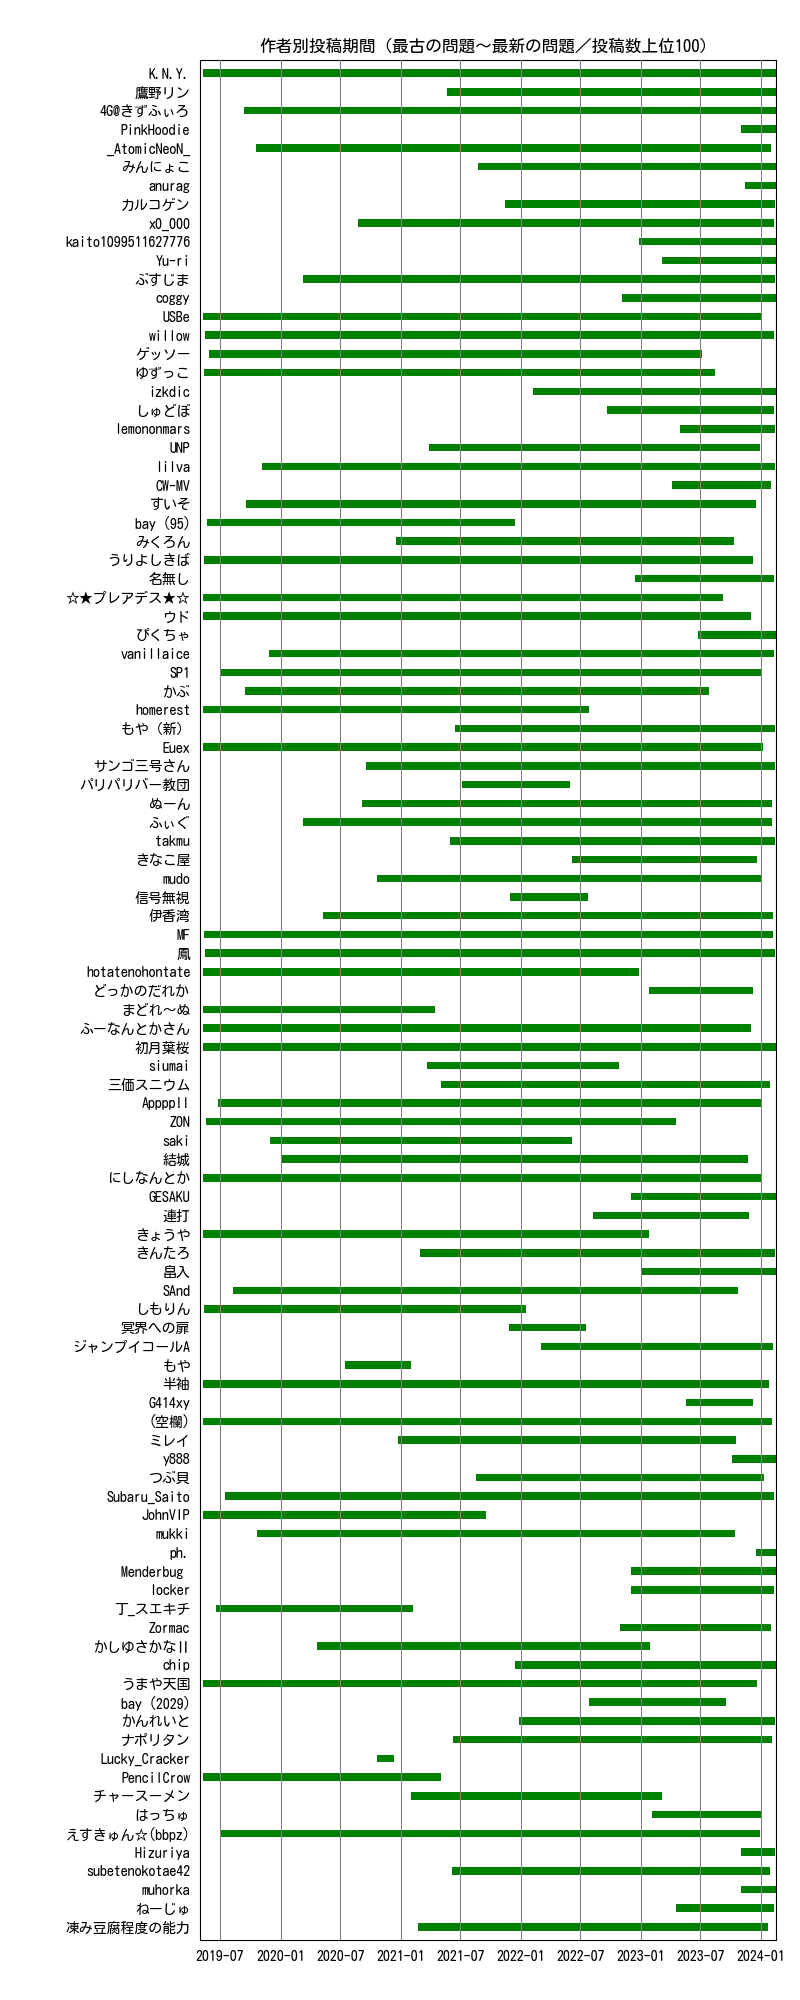 作者別投稿期間（最古の問題～最新の問題／投稿数上位100）
K.N.Y.
鷹野リン
4G@きずふぃろ
PinkHoodie
_AtomicNeoN_
みんにょこ
anurag
カルコゲン
x0_000
kaito1099511627776
Yu-ri
ぶすじま
coggy
USBe
willow
ゲッソー
ゆずっこ
izkdic
しゅどぼ
lemononmars
UNP
lilva
CW-MV
すいそ
bay (95)
みくろん
うりよしきば
名無し
☆★プレアデス★☆
ウド
ぴくちゃ
vanillaice
SP1
かぶ
homerest
もや（新）
Euex
サンゴ三号さん
パリパリバー教団
ぬーん
ふぃぐ
takmu
きなこ屋
mudo
信号無視
伊香湾
MF
鳳
hotatenohontate
どっかのだれか
まどれ～ぬ
ふーなんとかさん
初月葉桜
siumai
三価スニウム
Appppll
ZON
saki
結城
にしなんとか
GESAKU
連打
きょうや
きんたろ
畠入
SAnd
しもりん
冥界への扉
ジャンプイコールA
もや
半袖
G414xy
(空欄)
ミレイ
y888
つぶ貝
Subaru_Saito
JohnVIP
mukki
ph.
Menderbug
locker
丁_スエキチ
Zormac
かしゆさかなII
chip
うまや天国
bay (2029)
かんれいと
ナポリタン
Lucky_Cracker
PencilCrow
チャースーメン
はっちゅ
えすきゅん☆(bbpz)
Hizuriya
subetenokotae42
muhorka
ねーじゅ
凍み豆腐程度の能力
2019-07 2020-01 2020-07 2021-01 2021-07 2022-01 2022-07 2023-01 2023-07 2024-01